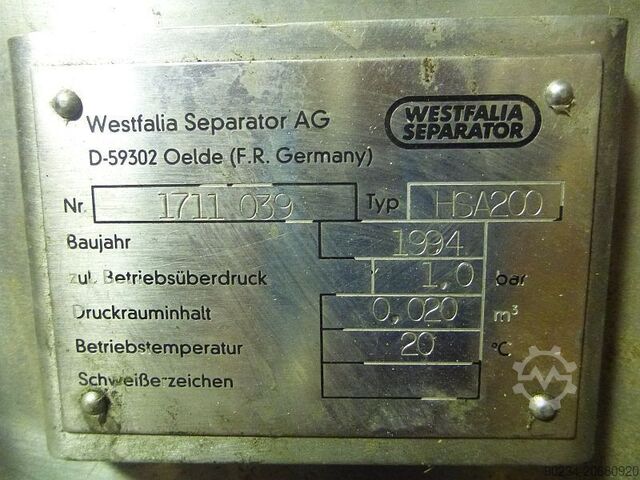 Westfalia Separator AG
WESTFALIA
SEPARATOR
D-59302 Oelde (F.R. Germany)
Nr. 1711 039 Typ HSA200
Baujahr 1994
zul. Betriebsüberdruck 1,0 bar
Druckrauminhalt 0,020 m³
Betriebstemperatur 20 °C
Schweißerzeichen
90234-20680920